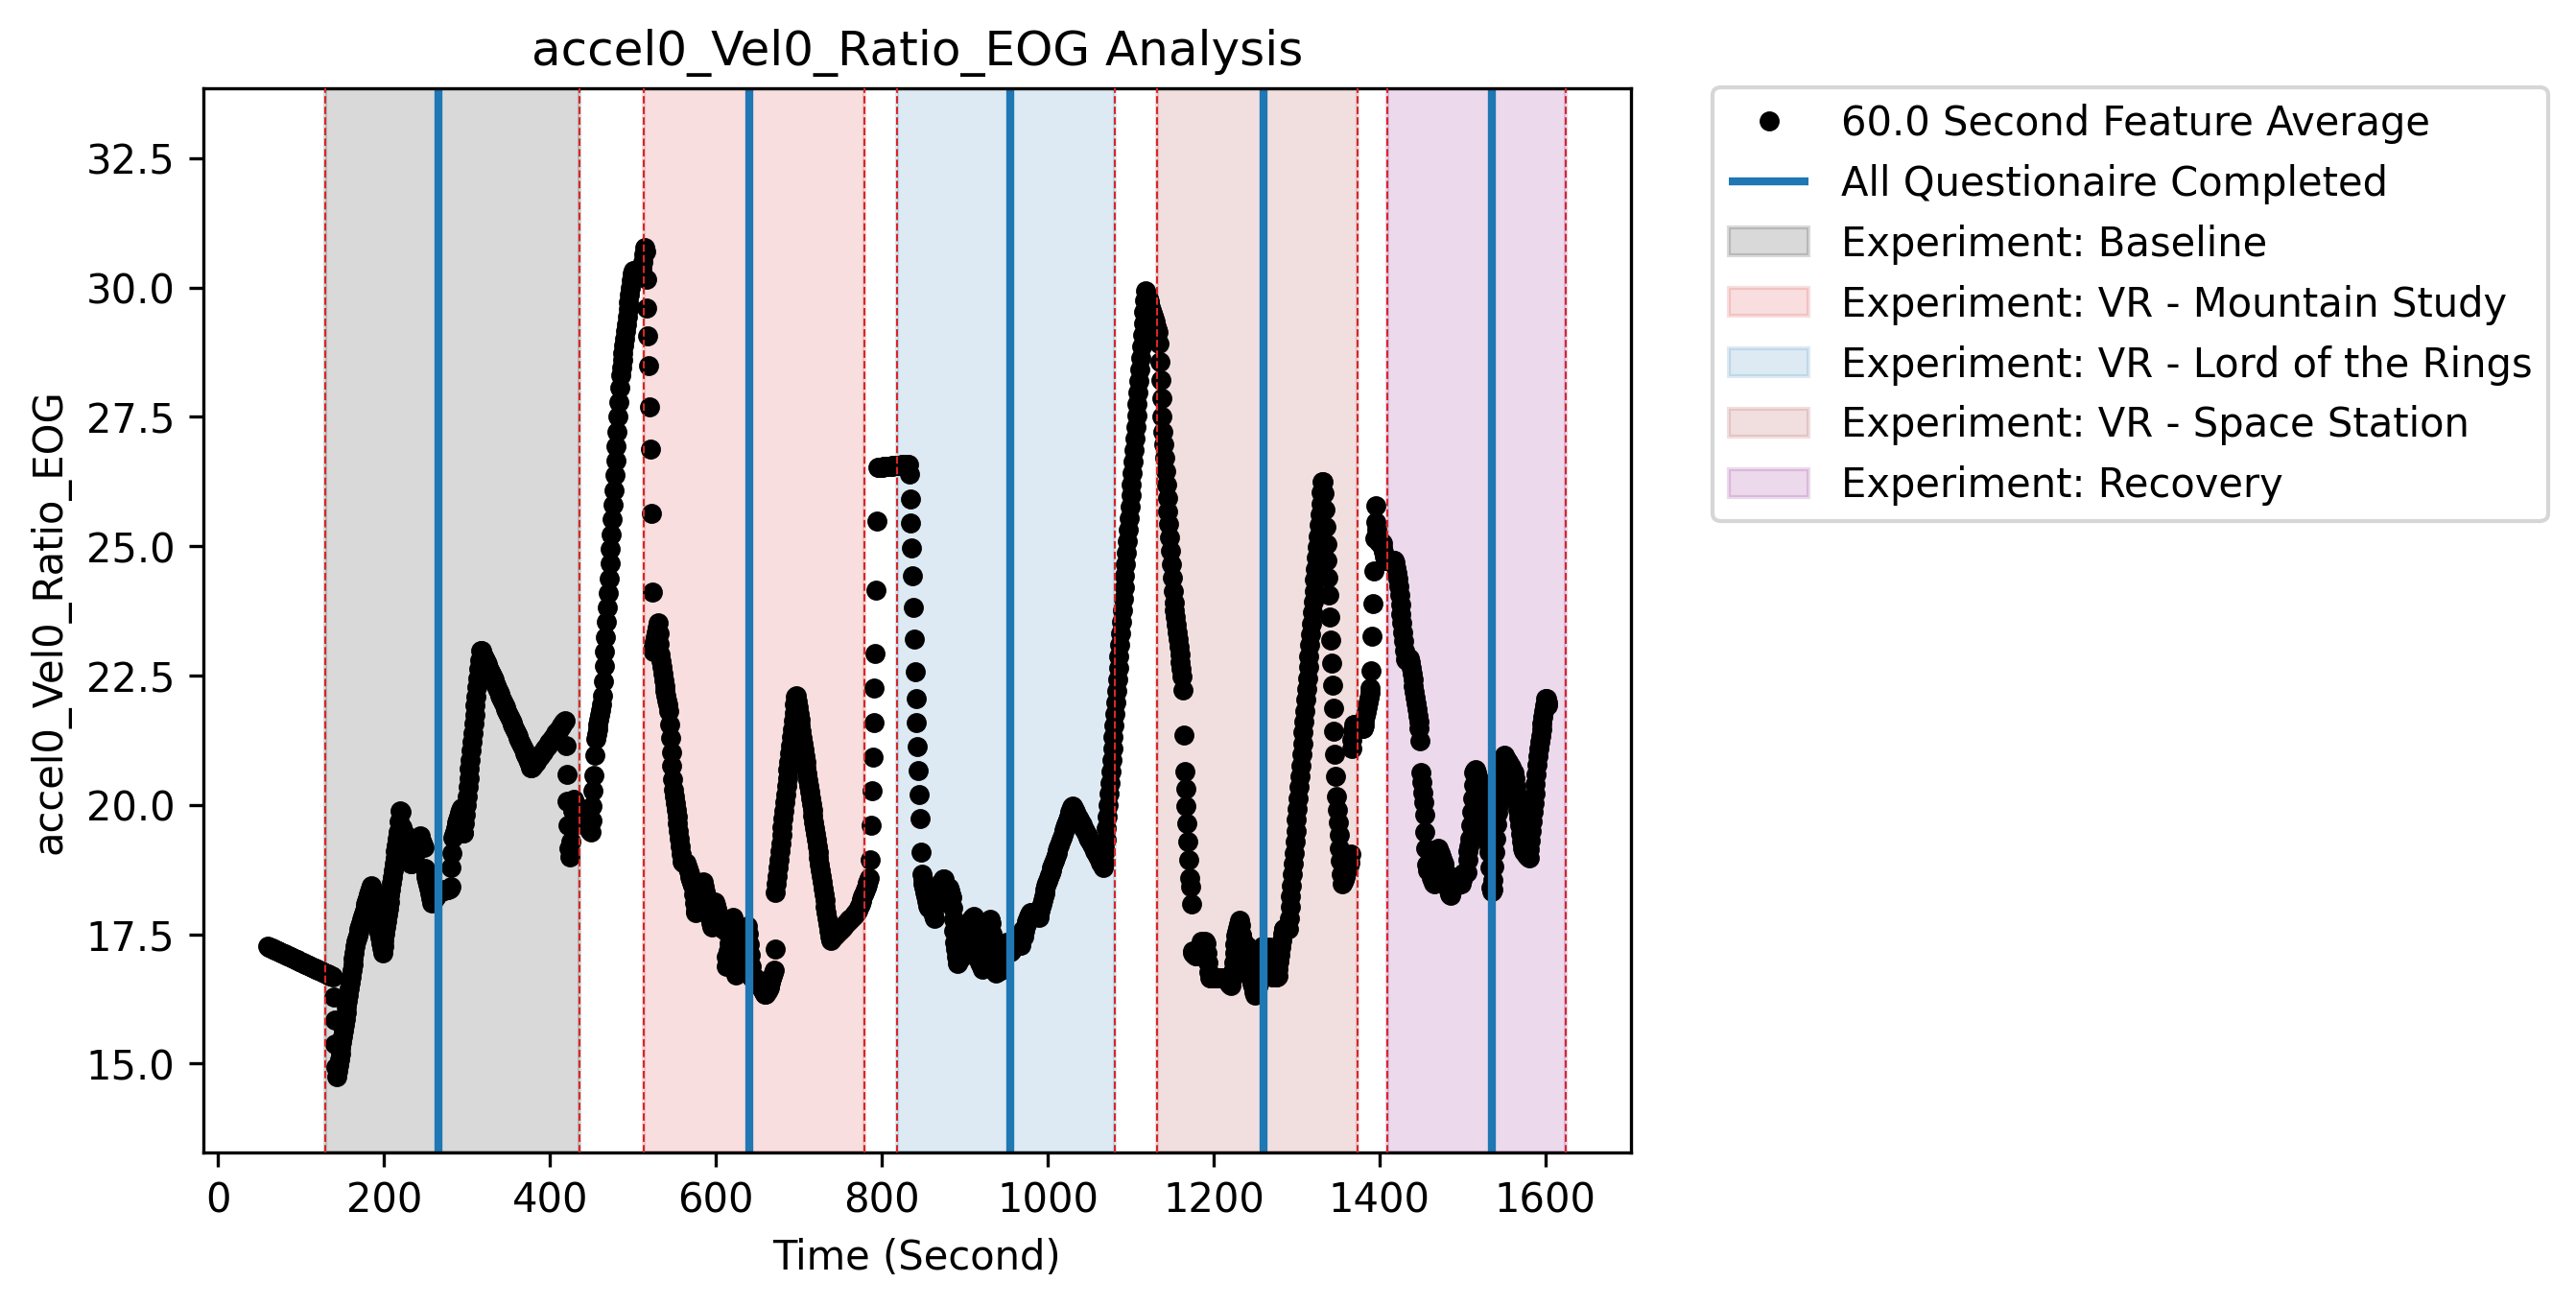 accel0_Vel0_Ratio_EOG Analysis
60.0 Second Feature Average
All Questionaire Completed
Experiment: Baseline
Experiment: VR - Mountain Study
Experiment: VR - Lord of the Rings
Experiment: VR - Space Station
Experiment: Recovery
accel0_Vel0_Ratio_EOG
32.5
30.0
27.5
25.0
22.5
20.0
17.5
15.0
0 200 400 600 800 1000 1200 1400 1600
Time (Second)